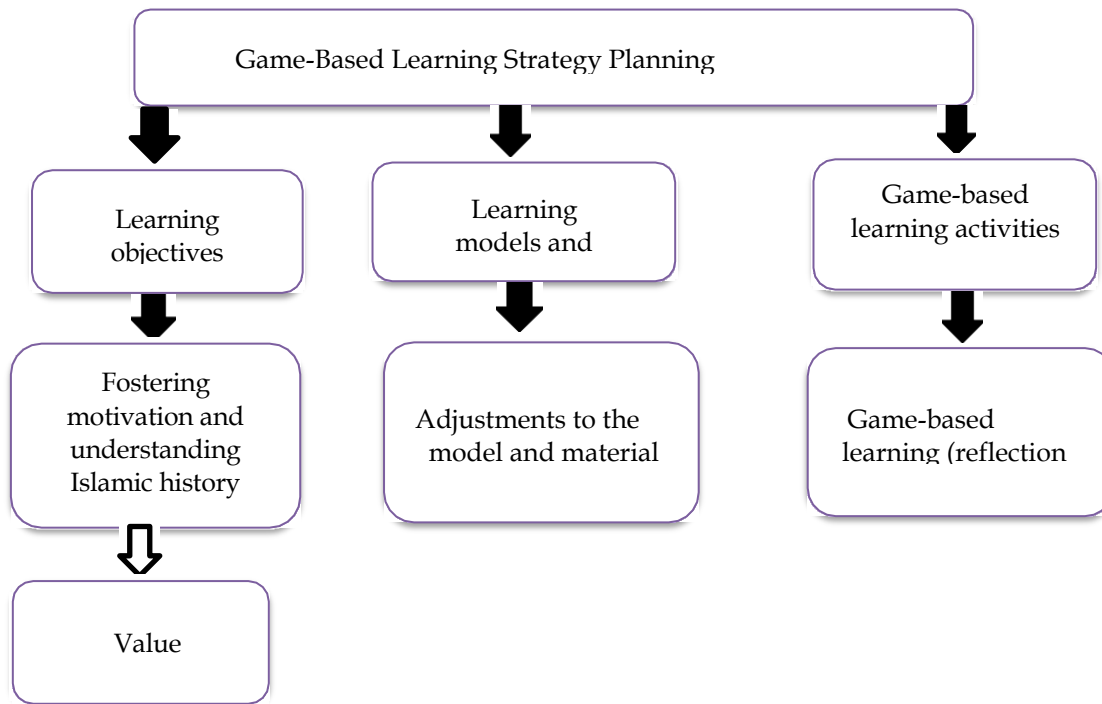 Game-Based Learning Strategy Planning
Learning
objectives
Learning
models and
Game-based
learning activities
Fostering
motivation and
understanding
Islamic history
Adjustments to the
model and material
Game-based
learning (reflection
Value